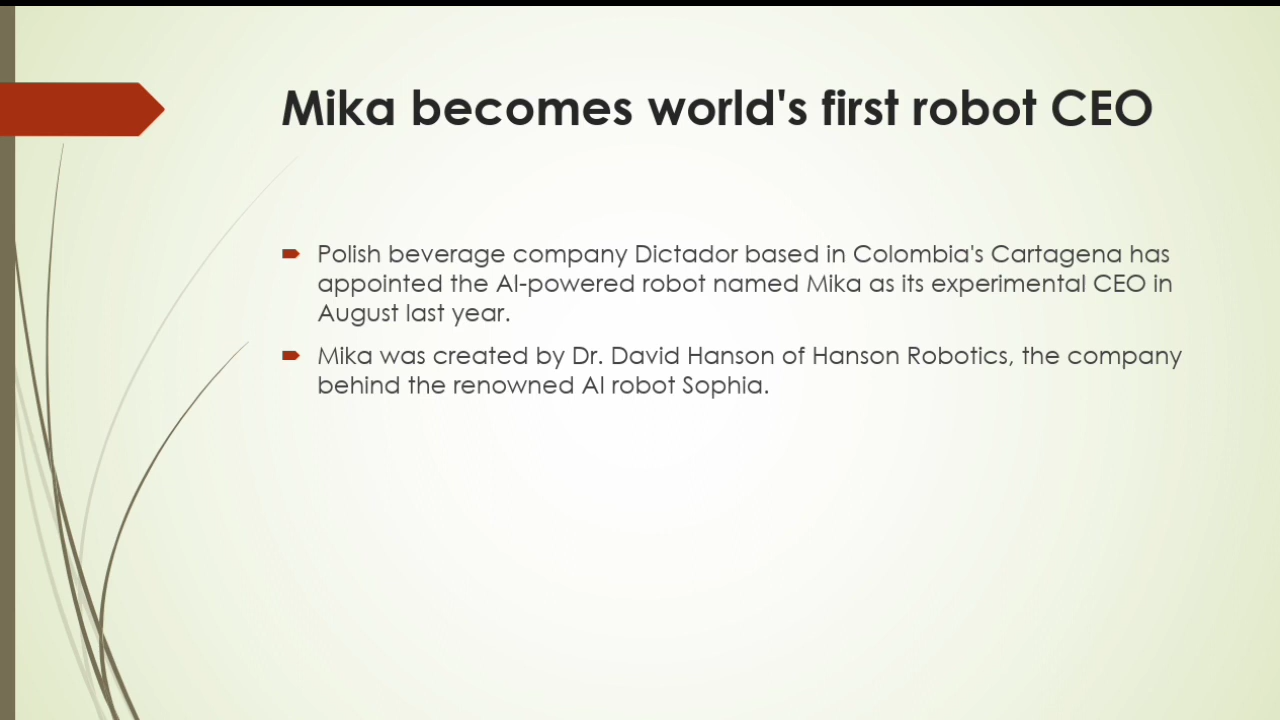 Mika becomes world's first robot CEO
Polish beverage company Dictador based in Colombia's Cartagena has
appointed the AI-powered robot named Mika as its experimental CEO in
August last year.
Mika was created by Dr. David Hanson of Hanson Robotics, the company
behind the renowned AI robot Sophia.